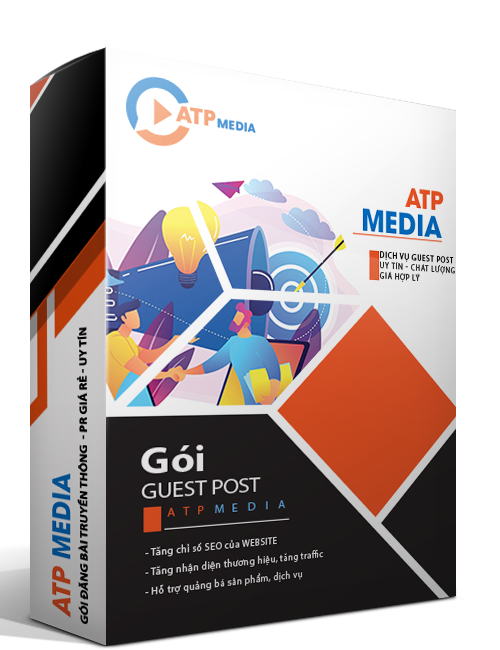 ATP MEDIA
ATP
MEDIA
DỊCH VỤ GUEST POST
UY TÍN - CHẤT LƯỢNG
GIÁ HỢP LÝ
Gói
GUEST POST
ATP MEDIA
- Tăng chỉ số SEO của WEBSITE
- Tăng nhận diện thương hiệu, tăng traffic
- Hỗ trợ quảng bá sản phẩm, dịch vụ
ATP MEDIA
GÓI ĐĂNG BÀI TRUYỀN THÔNG - PR GIÁ RẺ - UY TÍN